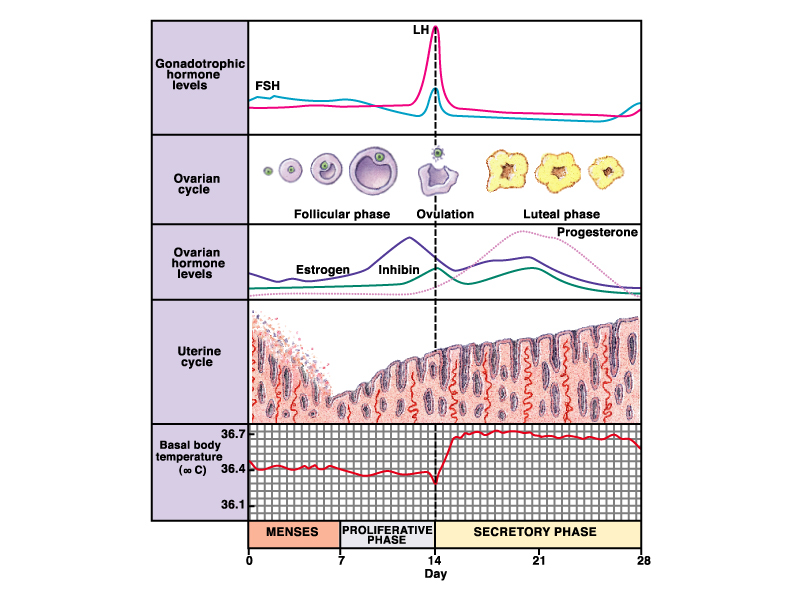 LH
Gonadotrophic
hormone
levels
FSH
Ovarian
cycle
Follicular phase
Ovulation
Luteal phase
Ovarian
hormone
levels
Progesterone
Estrogen
Inhibin
Uterine
cycle
Basal body
temperature
(∞ C)
36.7
36.4
36.1
MENSES
PROLIFERATIVE
PHASE
SECRETORY PHASE
0
7
14
21
28
Day